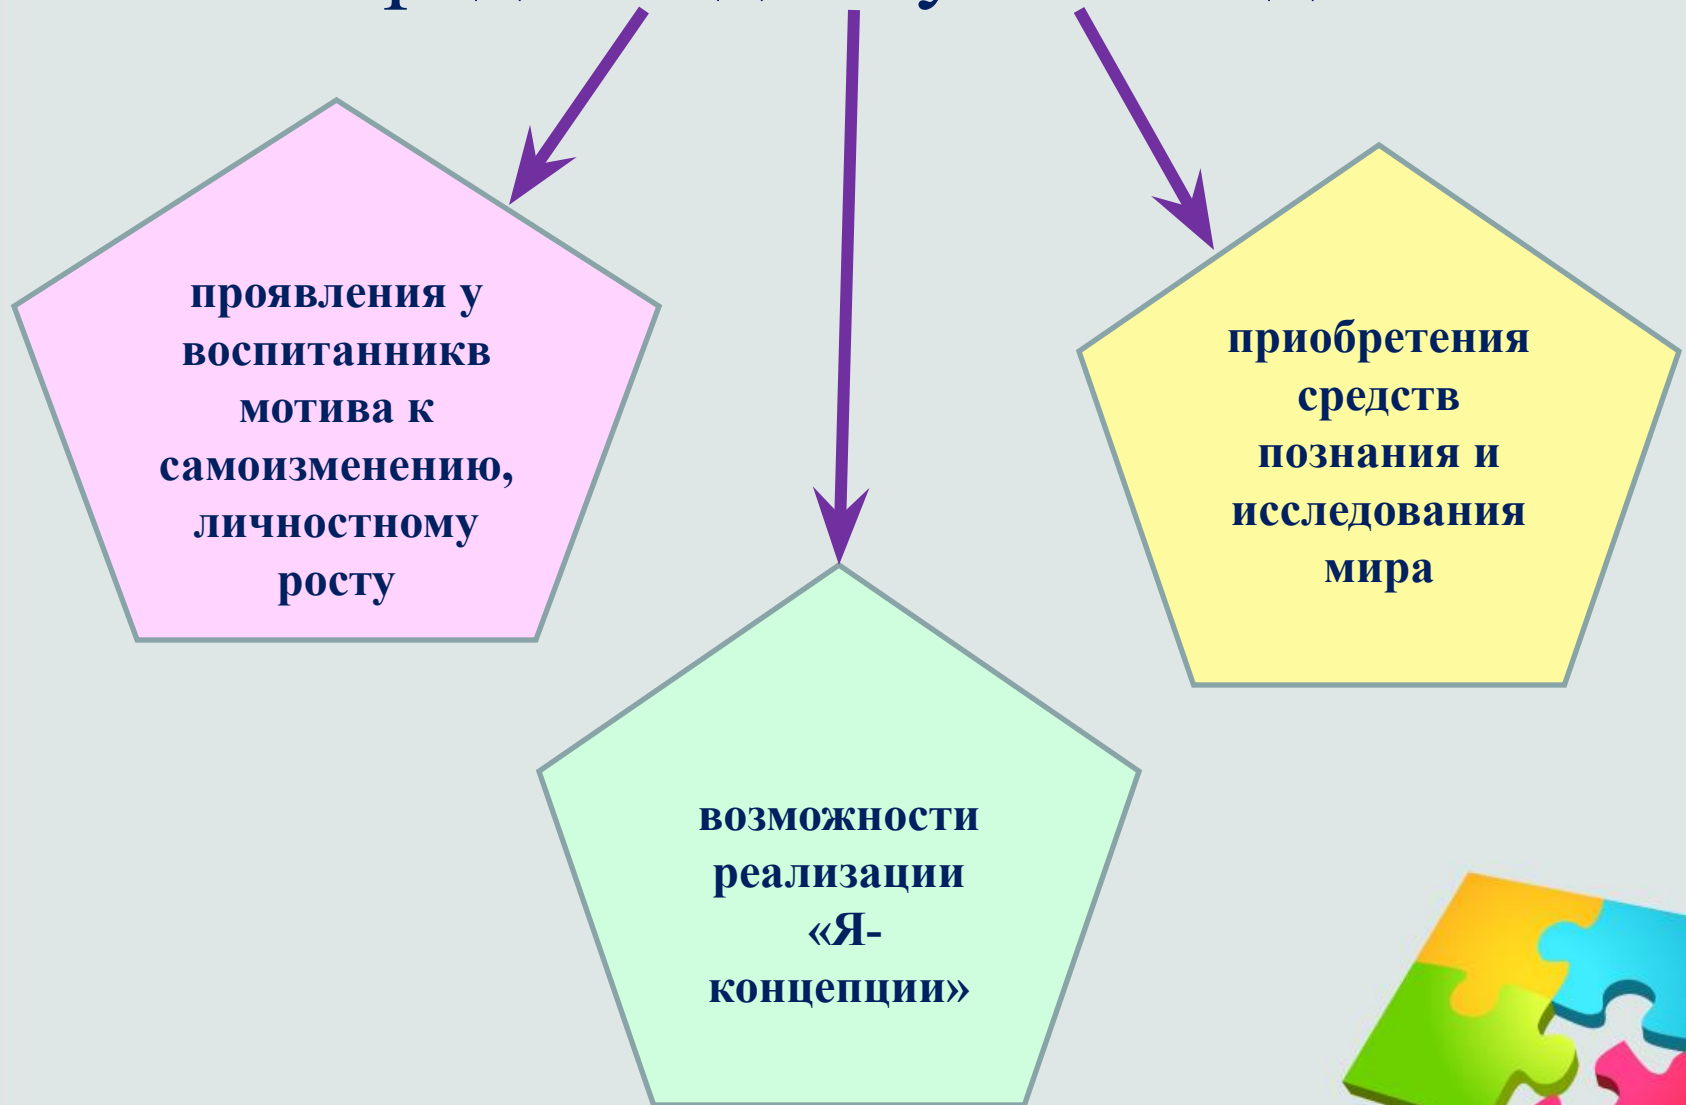 проявления у
воспитанникв
мотива к
самоизменению,
личностному
росту
возможности
реализации
«Я-
концепции»
приобретения
средств
познания и
исследования
мира